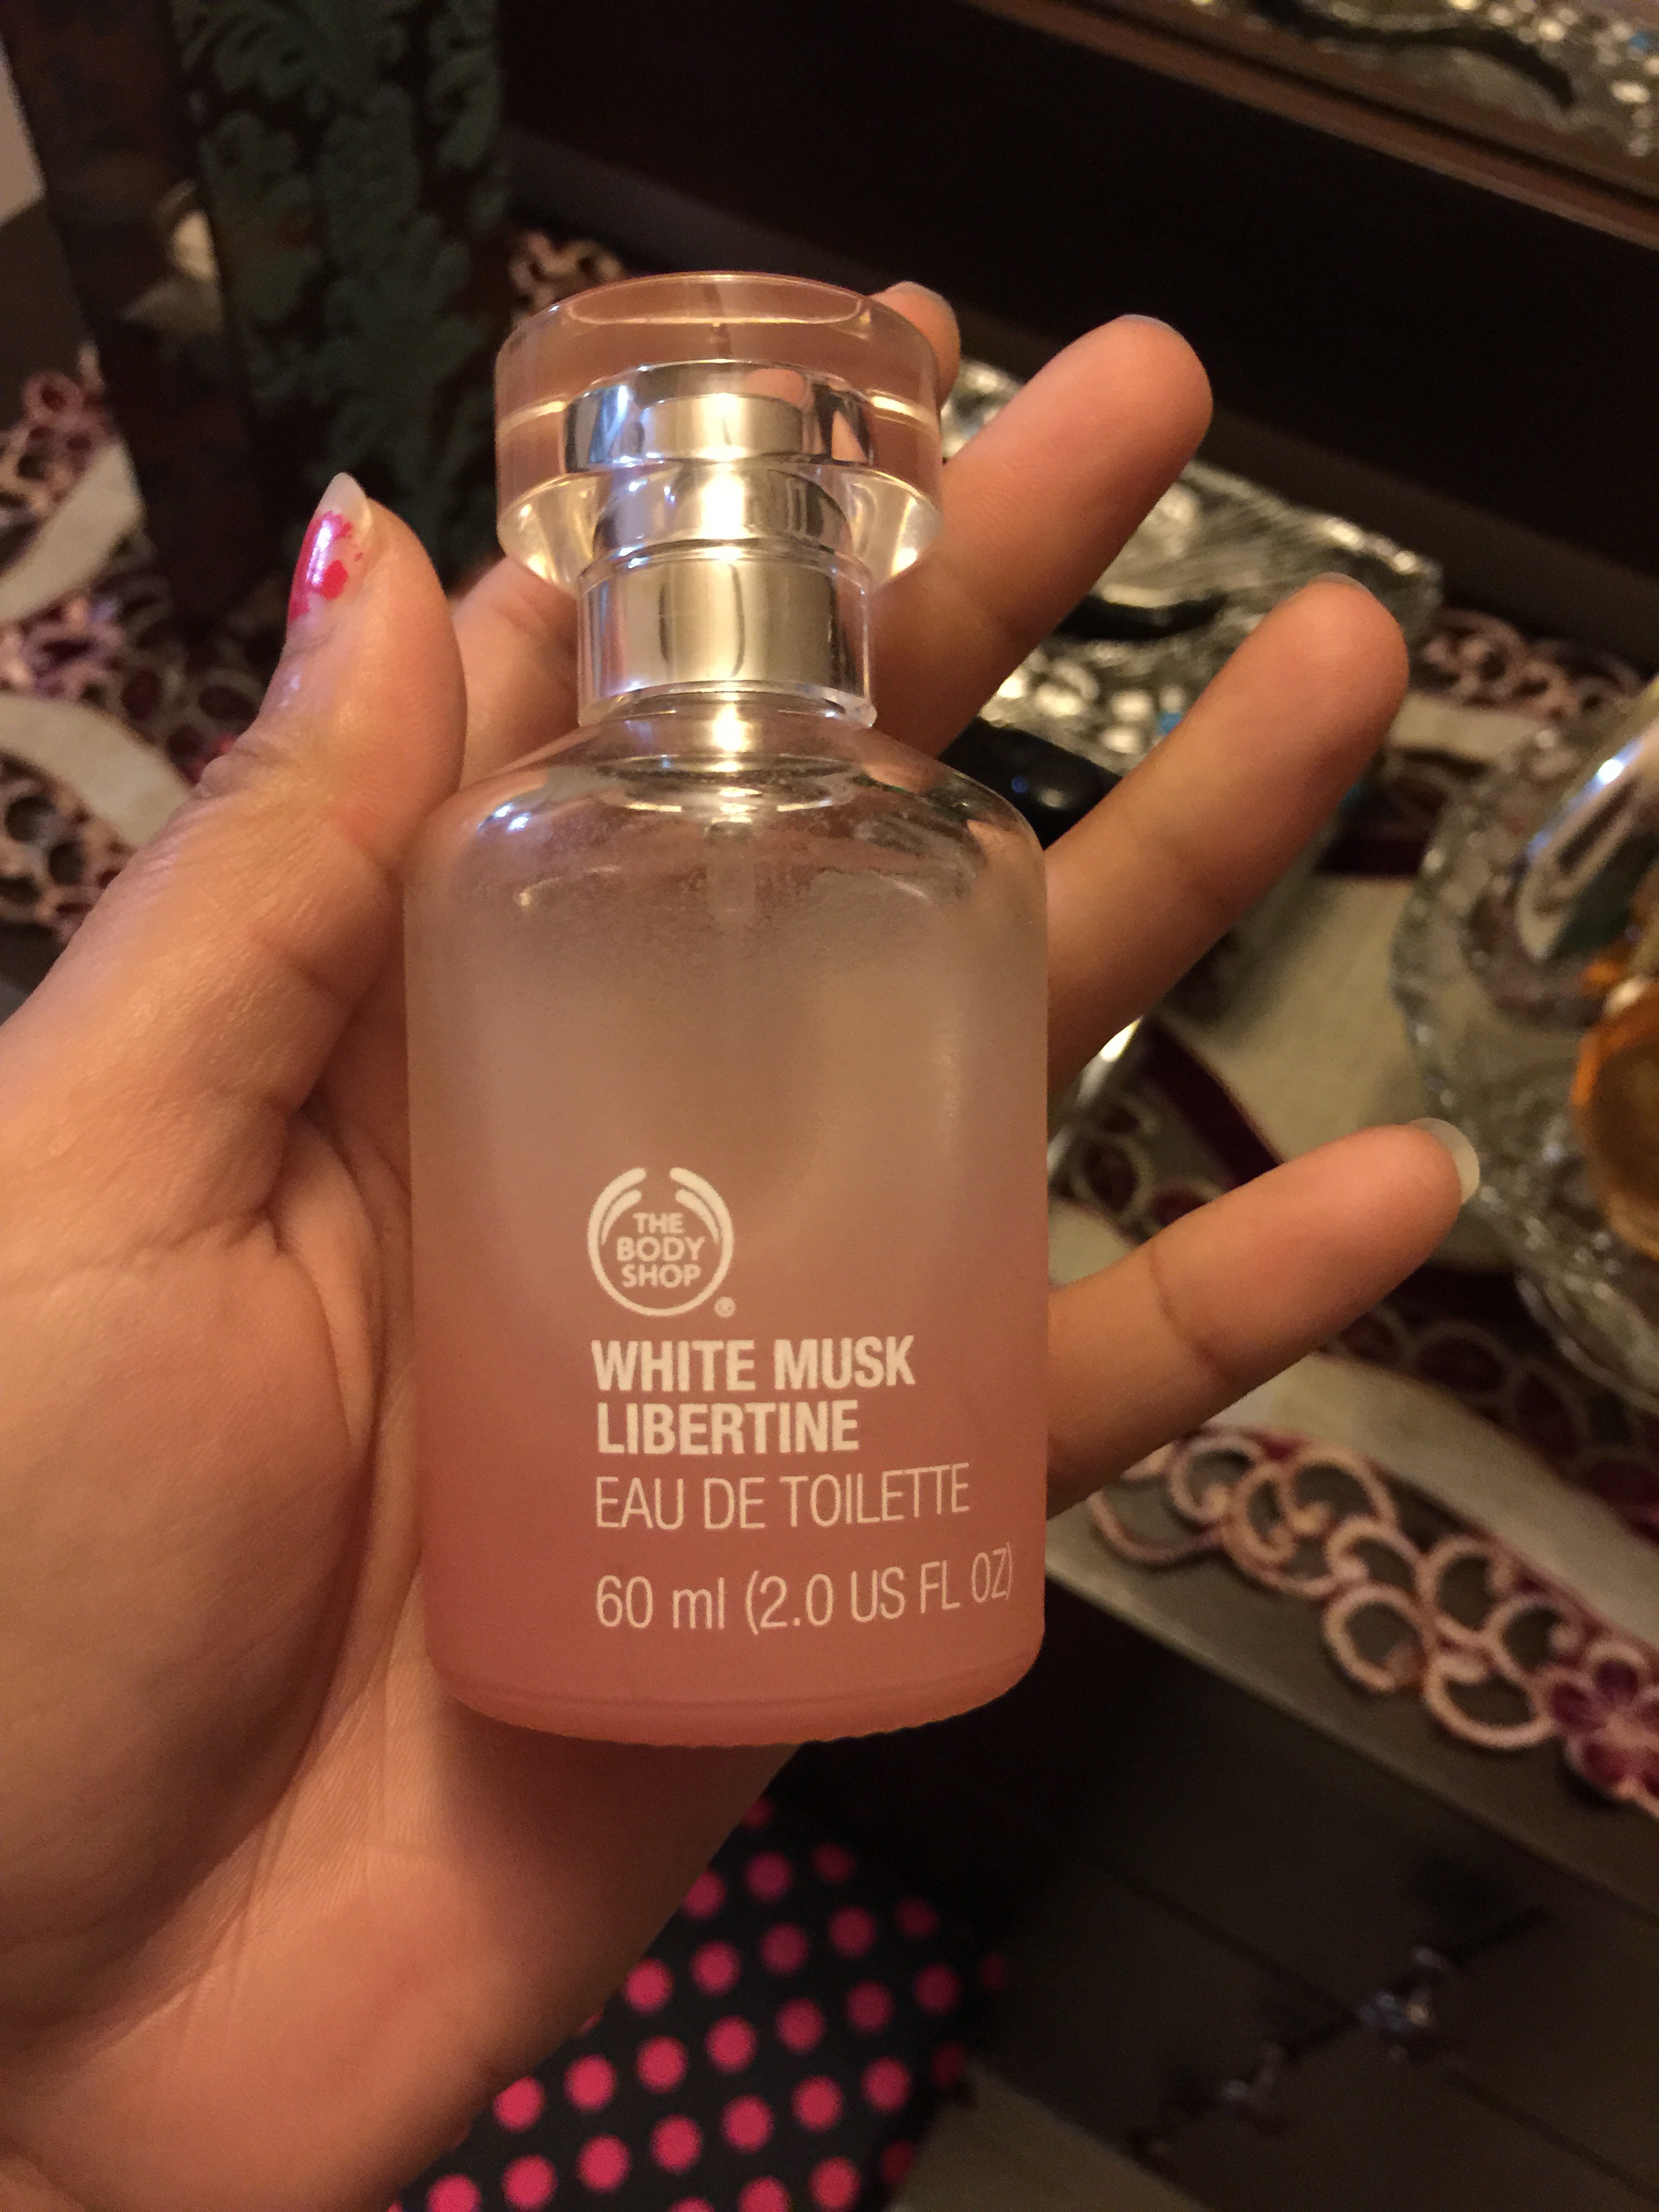 THE
BODY
SHOP
®
WHITE MUSK
LIBERTINE
EAU DE TOILETTE
60 ml (2.0 US FL OZ)